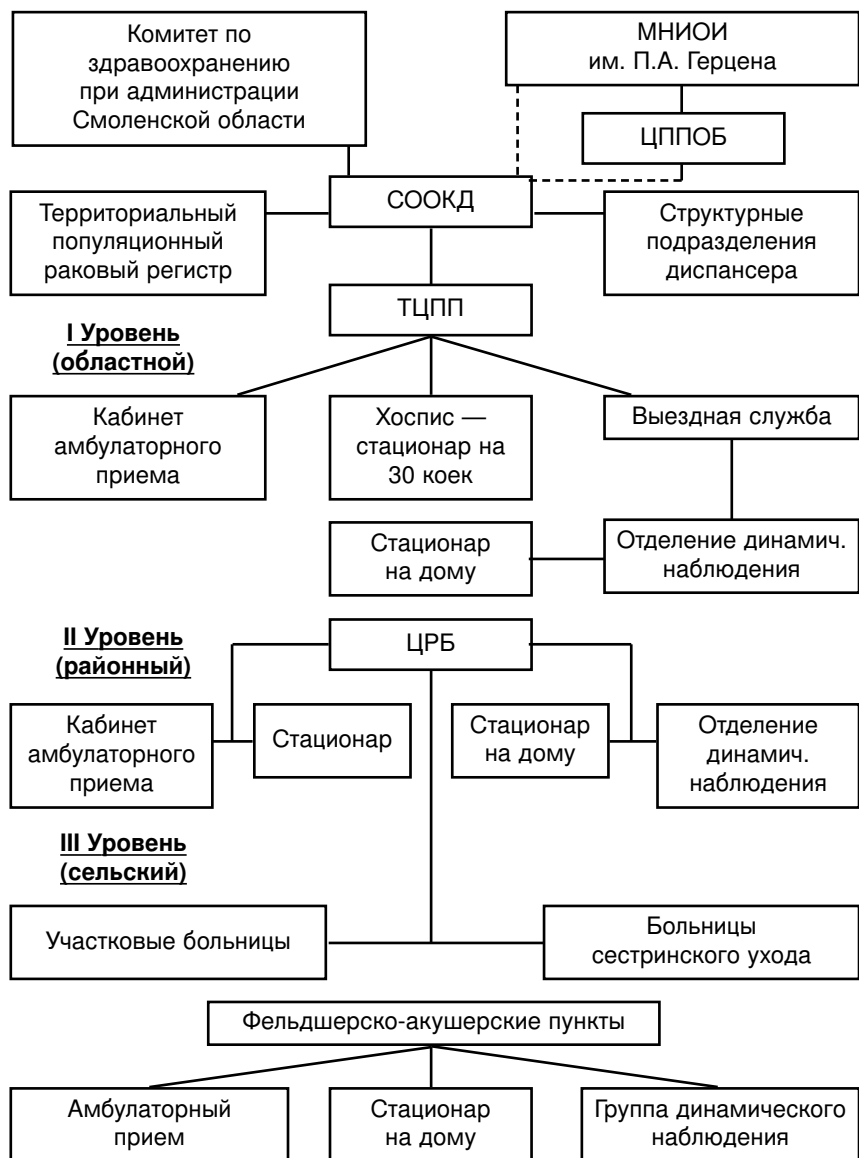 Комитет по
здравоохранению
при администрации
Смоленской области
МНИОИ
им. П.А. Герцена
ЦППОБ
СООКД
Территориальный
популяционный
раковый регистр
Структурные
подразделения
диспансера
ТЦПП
I Уровень
(областной)
Кабинет
амбулаторного
приема
Хоспис —
стационар на
30 коек
Выездная служба
Стационар
на дому
Отделение динамич.
наблюдения
II Уровень
(районный)
ЦРБ
Кабинет
амбулаторного
приема
Стационар
Стационар
на дому
Отделение
динамич.
наблюдения
III Уровень
(сельский)
Участковые больницы
Больницы
сестринского ухода
Фельдшерско-акушерские пункты
Амбулаторный
прием
Стационар
на дому
Группа динамического
наблюдения